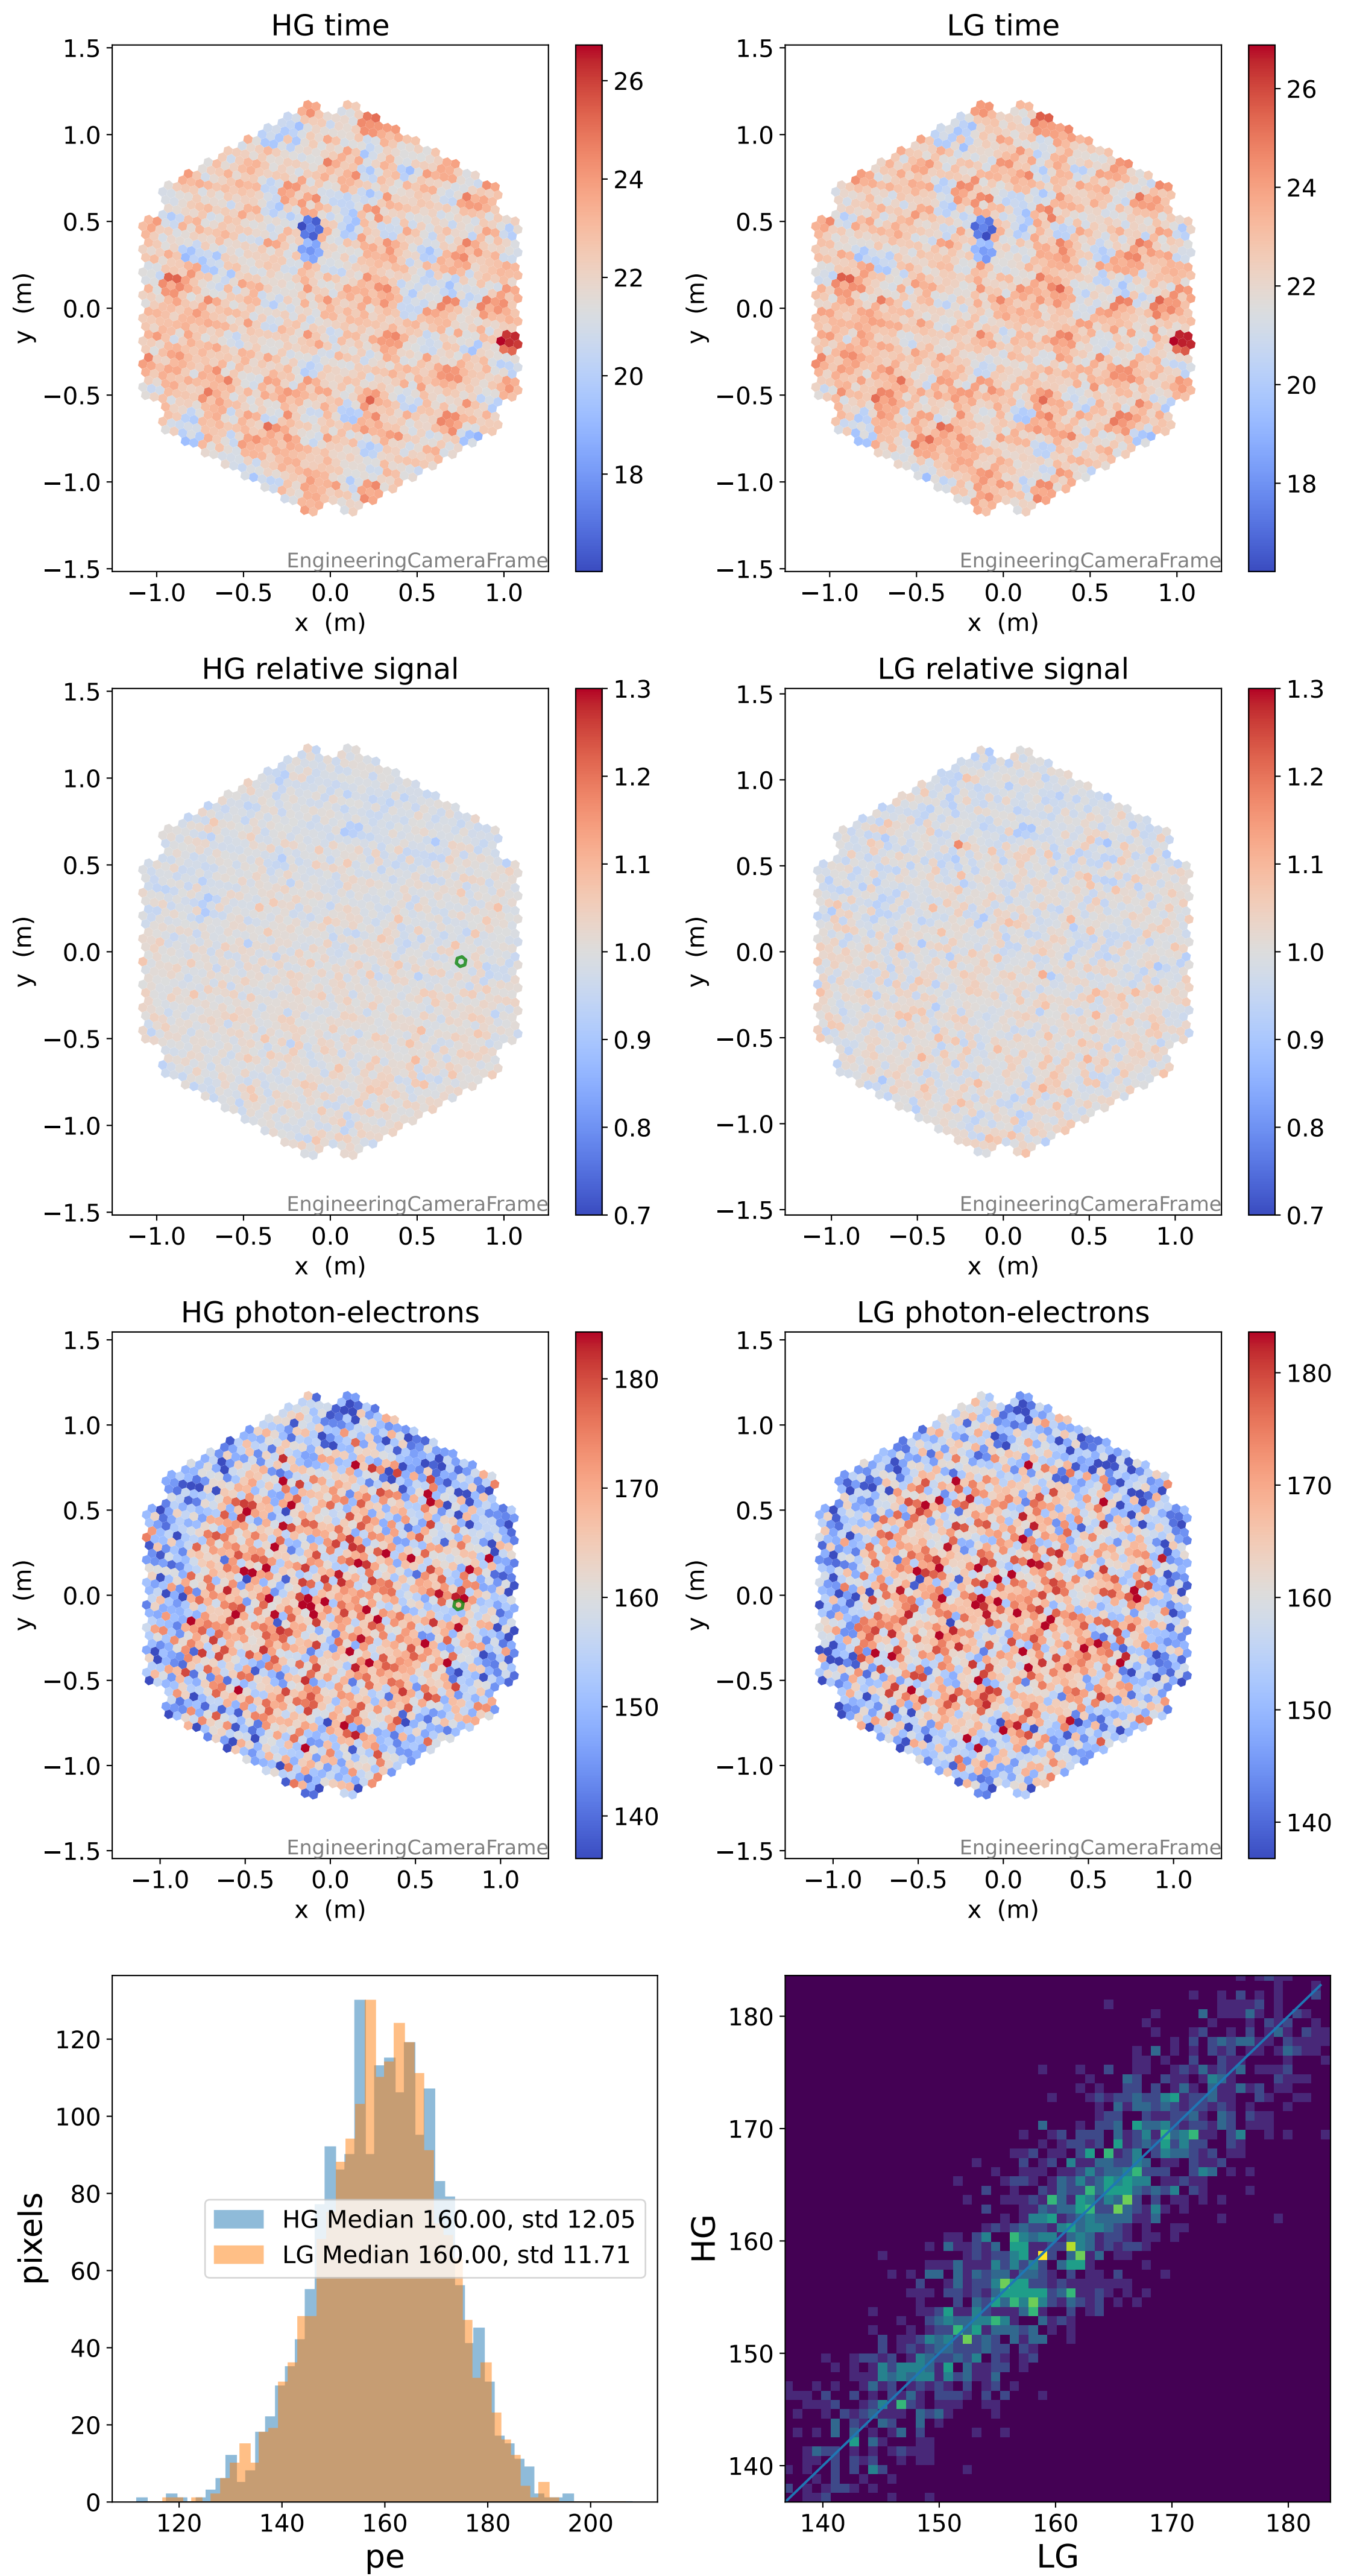 HG time
1.5
1.0
0.5
0.0
−0.5
−1.0
−1.5
y (m)
−1.0 −0.5 0.0 0.5 1.0
x (m)
EngineeringCameraFrame
26
24
22
20
18
LG time
1.5
1.0
0.5
0.0
−0.5
−1.0
−1.5
y (m)
−1.0 −0.5 0.0 0.5 1.0
x (m)
EngineeringCameraFrame
26
24
22
20
18
HG relative signal
1.5
1.0
0.5
0.0
−0.5
−1.0
−1.5
y (m)
−1.0 −0.5 0.0 0.5 1.0
x (m)
EngineeringCameraFrame
1.3
1.2
1.1
1.0
0.9
0.8
0.7
LG relative signal
1.5
1.0
0.5
0.0
−0.5
−1.0
−1.5
y (m)
−1.0 −0.5 0.0 0.5 1.0
x (m)
EngineeringCameraFrame
1.3
1.2
1.1
1.0
0.9
0.8
0.7
HG photon-electrons
1.5
1.0
0.5
0.0
−0.5
−1.0
−1.5
y (m)
−1.0 −0.5 0.0 0.5 1.0
x (m)
EngineeringCameraFrame
180
170
160
150
140
LG photon-electrons
1.5
1.0
0.5
0.0
−0.5
−1.0
−1.5
y (m)
−1.0 −0.5 0.0 0.5 1.0
x (m)
EngineeringCameraFrame
180
170
160
150
140
120
100
80
60
40
20
0
pixels
HG Median 160.00, std 12.05
LG Median 160.00, std 11.71
120 140 160 180 200
pe
180
170
160
150
140
HG
140 150 160 170 180
LG